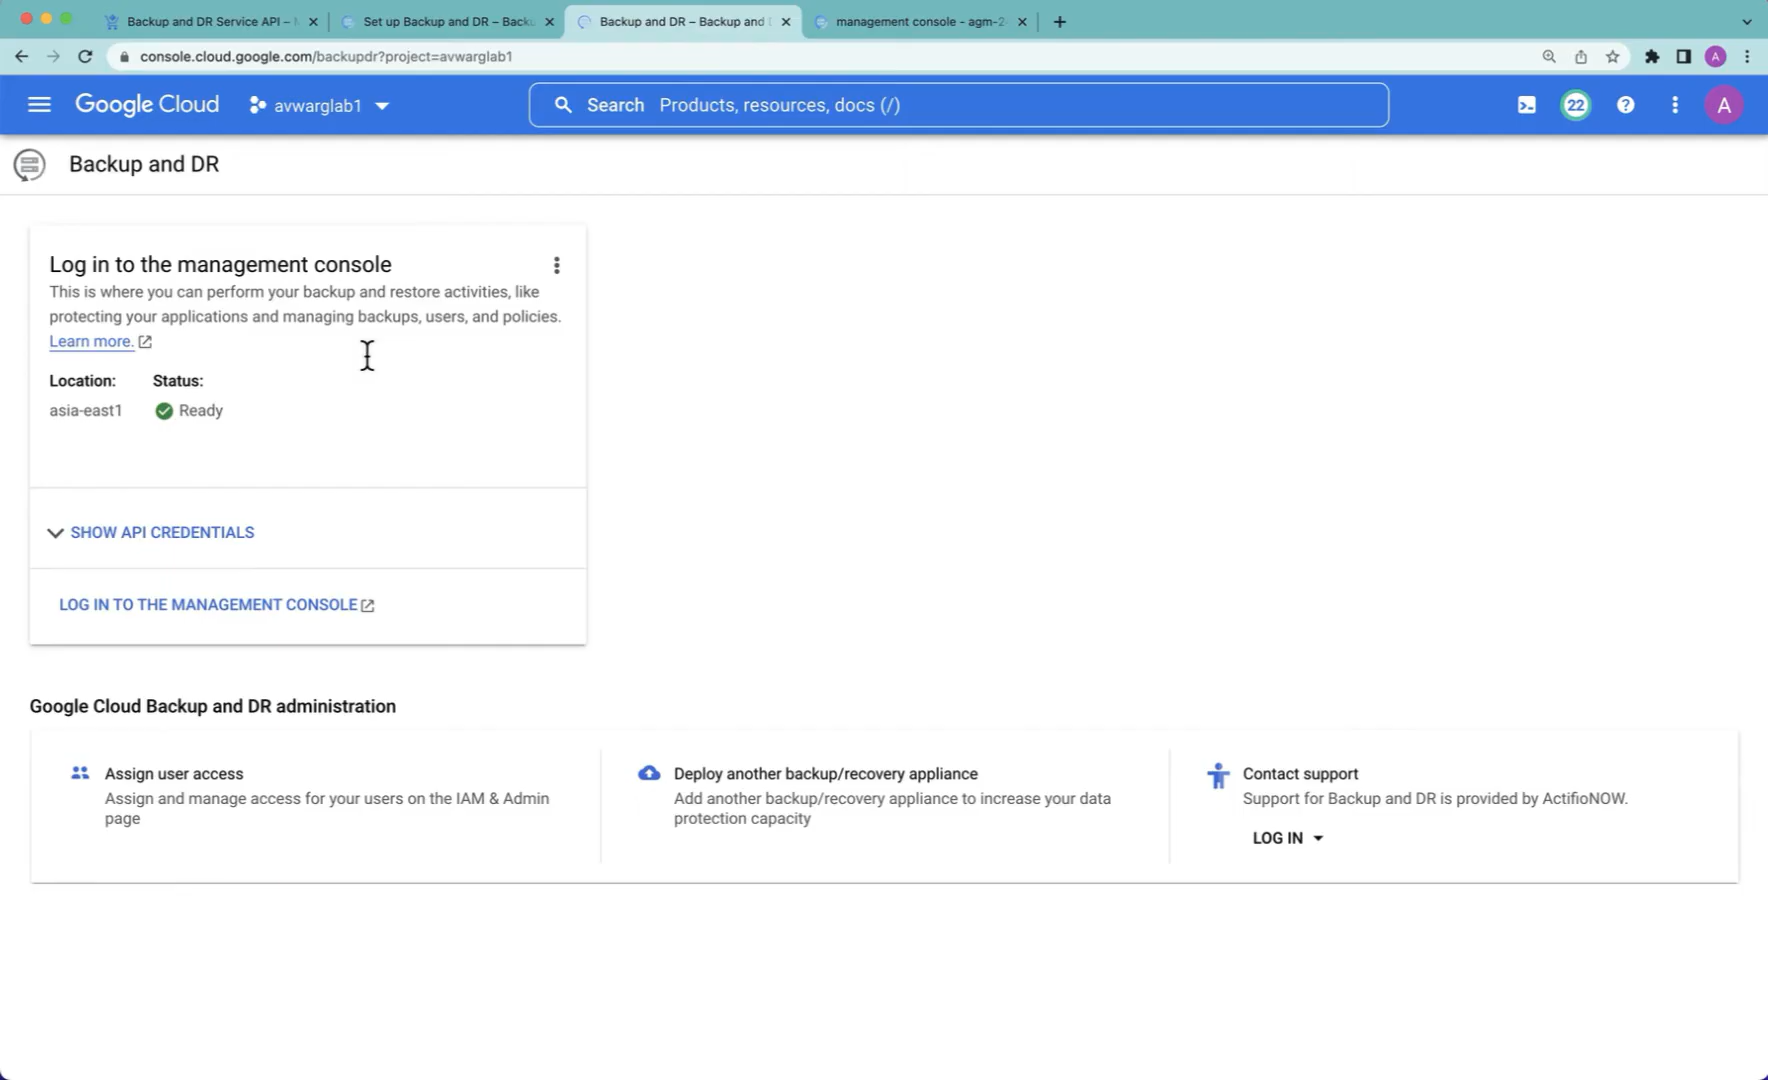 Backup and DR Service API –
Set up Backup and DR – Backu
Backup and DR – Backup and
management console - agm-2
console.cloud.google.com/backupdr?project=avwarglab1
A
Google Cloud
avwarglab1
Search Products, resources, docs (/)
22
A
Backup and DR
Log in to the management console
This is where you can perform your backup and restore activities, like
protecting your applications and managing backups, users, and policies.
Learn more.
Location: Status:
asia-east1 Ready
SHOW API CREDENTIALS
LOG IN TO THE MANAGEMENT CONSOLE
Google Cloud Backup and DR administration
Assign user access
Assign and manage access for your users on the IAM & Admin
page
Deploy another backup/recovery appliance
Add another backup/recovery appliance to increase your data
protection capacity
Contact support
Support for Backup and DR is provided by ActifioNOW.
LOG IN